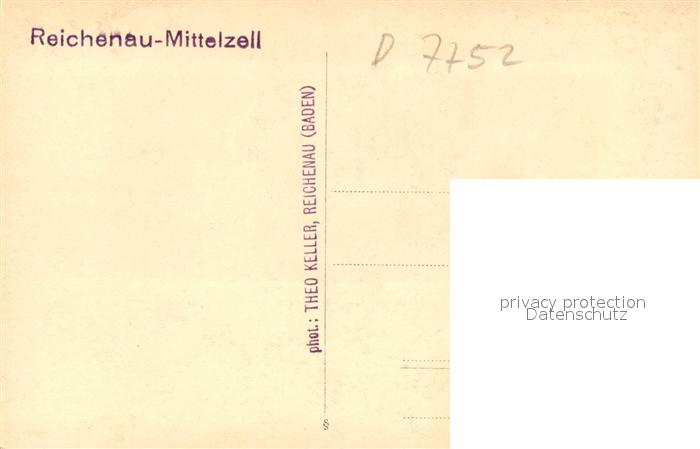 Reichenau-Mittelzell
D 7752
phot.: THEO KELLER, REICHENAU (BADEN)
§
privacy protection
Datenschutz